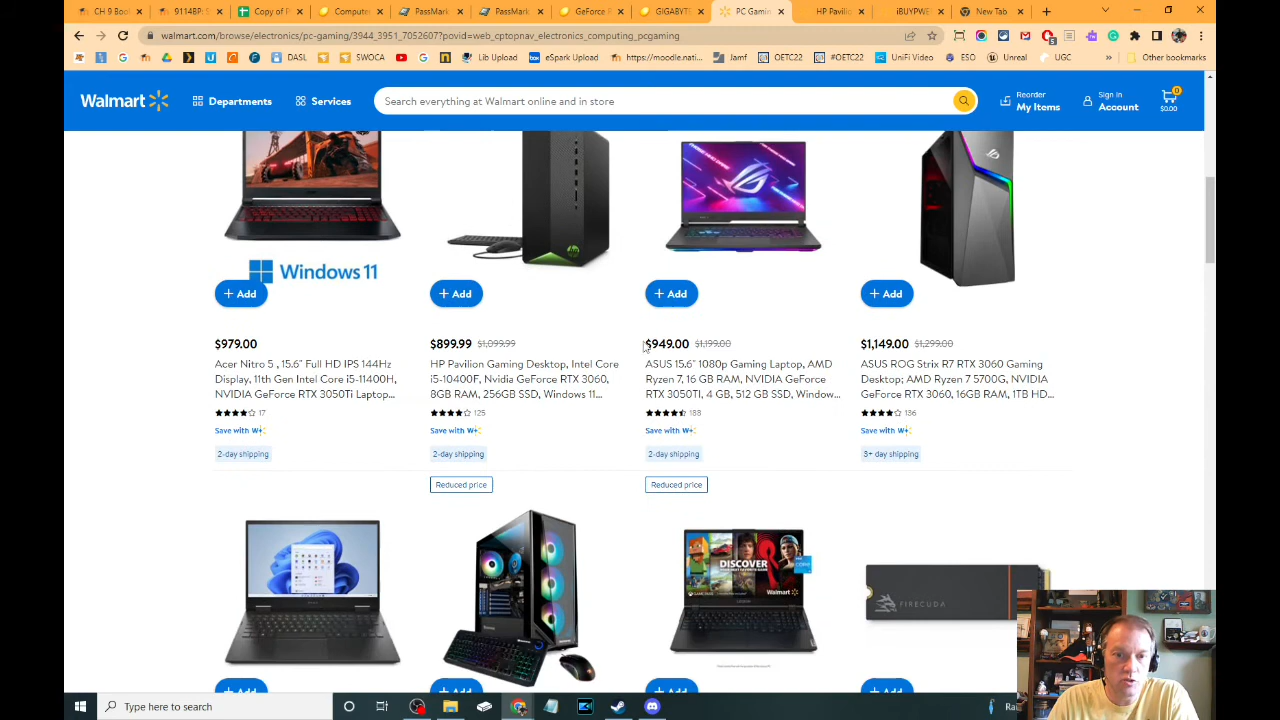 CH 9 Boo
9114BP: S
Copy of P
Computer
PassMark
PassMark
GeForce F
GIGABYTE
PC Gamin
HP Pavilio
iBUYPWE
New Tab
walmart.com/browse/electronics/pc-gaming/3944_3951_7052607?povid=web_cptopnav_electronics_computing_pcgaming
DASL
SWOCA
Lib Upload
eSpark Upload
https://moodle.nati...
Jamf
OETC22
#OETC22
UniFi Video
ESO
Unreal
UGC
»
Other bookmarks
Walmart
Departments
Services
Search everything at Walmart online and in store
Reorder
My Items
Sign in
Account
0
$0.00
Windows 11
+ Add
+ Add
+ Add
+ Add
$979.00
$899.99 $1,099.99
$949.00 $1,199.00
$1,149.00 $1,299.00
Acer Nitro 5 , 15.6" Full HD IPS 144Hz
Display, 11th Gen Intel Core i5-11400H,
NVIDIA GeForce RTX 3050Ti Laptop...
HP Pavilion Gaming Desktop, Intel Core
i5-10400F, Nvidia GeForce RTX 3060,
8GB RAM, 256GB SSD, Windows 11...
ASUS 15.6" 1080p Gaming Laptop, AMD
Ryzen 7, 16 GB RAM, NVIDIA GeForce
RTX 3050Ti, 4 GB, 512 GB SSD, Window...
ASUS ROG Strix R7 RTX 3060 Gaming
Desktop; AMD Ryzen 7 5700G, NVIDIA
GeForce RTX 3060, 16GB RAM, 1TB HD...
17
125
188
136
Save with W+
Save with W+
Save with W+
Save with W+
2-day shipping
2-day shipping
2-day shipping
3+ day shipping
Reduced price
Reduced price
DISCOVER
Walmart
FIRECUDA
Type here to search
Rai